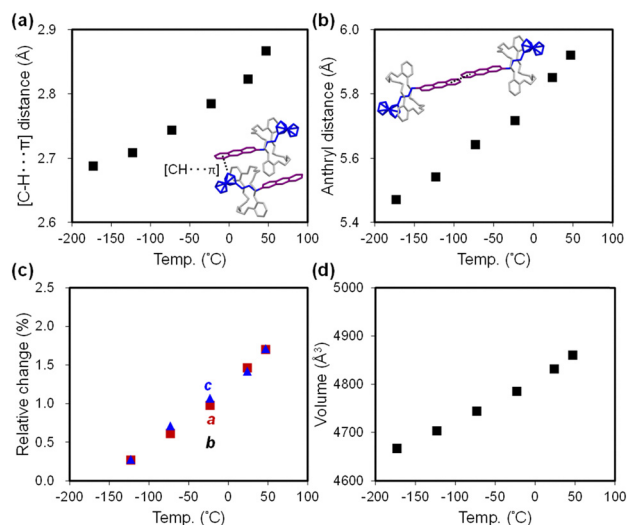 (a)
2.9
2.8
2.7
2.6
[C-H···π] distance (Å)
[CH···π]
-200 -150 -100 -50 0 50 100
Temp. (˚C)
(b)
6.0
5.8
5.6
5.4
Anthryl distance (Å)
-200 -150 -100 -50 0 50 100
Temp. (˚C)
(c)
2.5
2.0
1.5
1.0
0.5
0.0
Relative change (%)
c
a
b
-200 -150 -100 -50 0 50 100
Temp. (˚C)
(d)
5000
4900
4800
4700
4600
Volume (Å³)
-200 -150 -100 -50 0 50 100
Temp. (˚C)